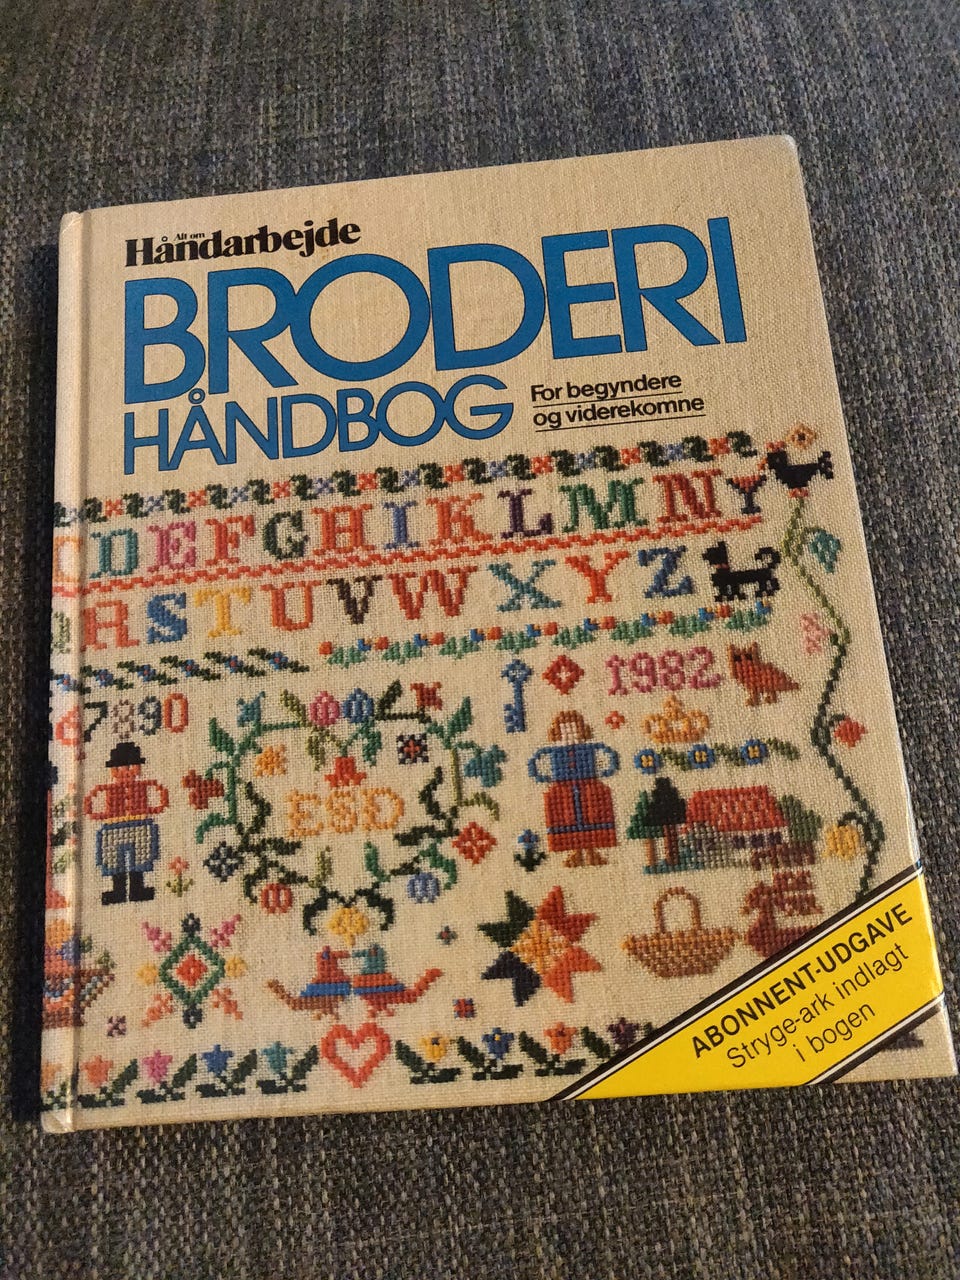 Alt om
Håndarbejde
BRODERI
HÅNDBOG
For begyndere
og viderekomne
DEFGHIKLMNY
RSTUVWXYZ
1982
7890
ESD
ABONNENT-UDGAVE
Stryge-ark indlagt
i bogen